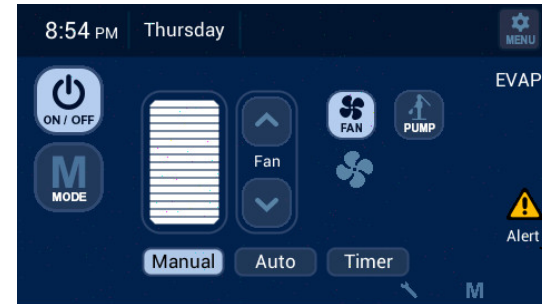 8:54 PM Thursday
MENU
EVAP
ON / OFF
FAN
PUMP
Fan
M
MODE
Alert
Manual Auto Timer
M